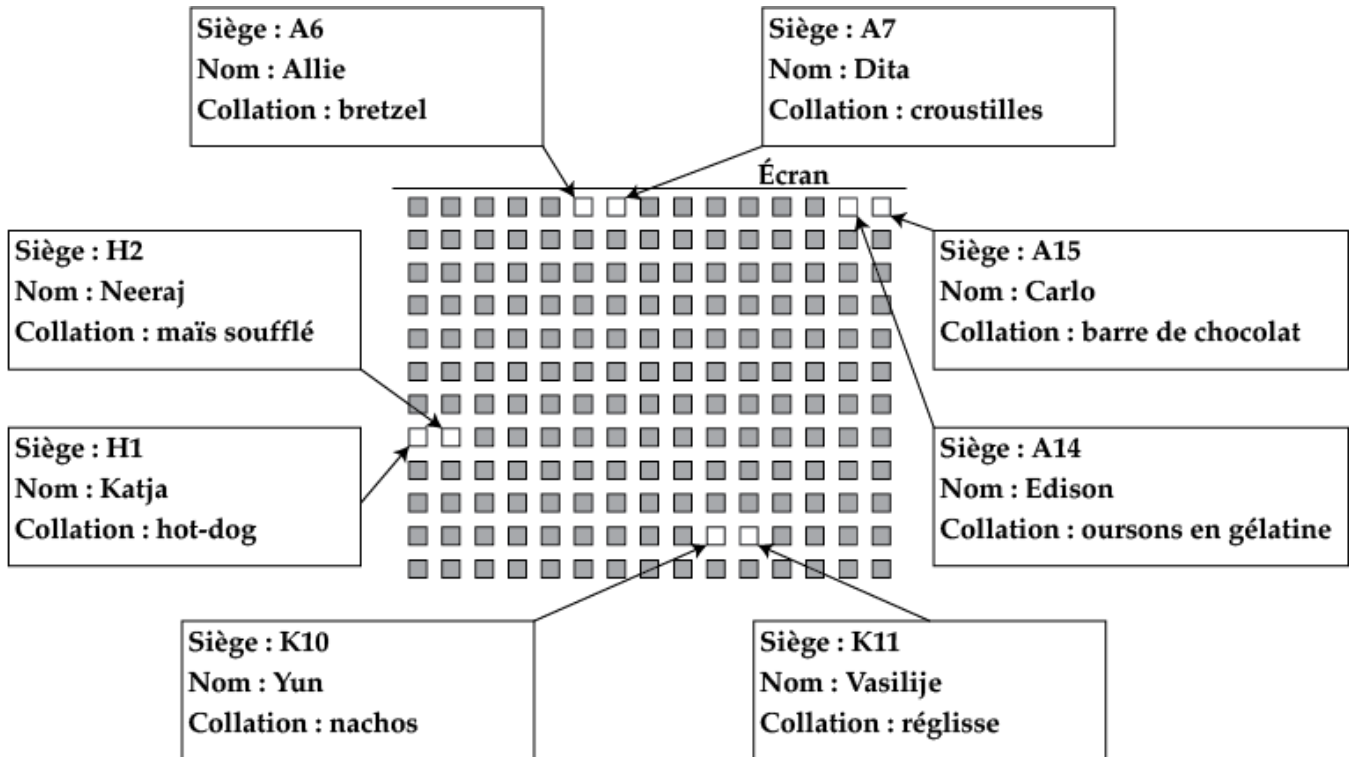 Siège : A6
Nom : Allie
Collation : bretzel
Siège : A7
Nom : Dita
Collation : croustilles
Écran
Siège : H2
Nom : Neeraj
Collation : maïs soufflé
Siège : A15
Nom : Carlo
Collation : barre de chocolat
Siège : H1
Nom : Katja
Collation : hot-dog
Siège : A14
Nom : Edison
Collation : oursons en gélatine
Siège : K10
Nom : Yun
Collation : nachos
Siège : K11
Nom : Vasilije
Collation : réglisse